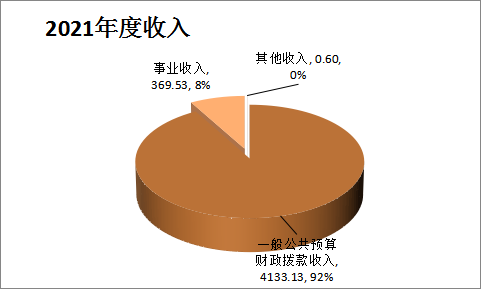 2021年度收入
事业收入,
369.53, 8%
其他收入, 0.60,
0%
一般公共预算
财政拨款收入,
4133.13, 92%